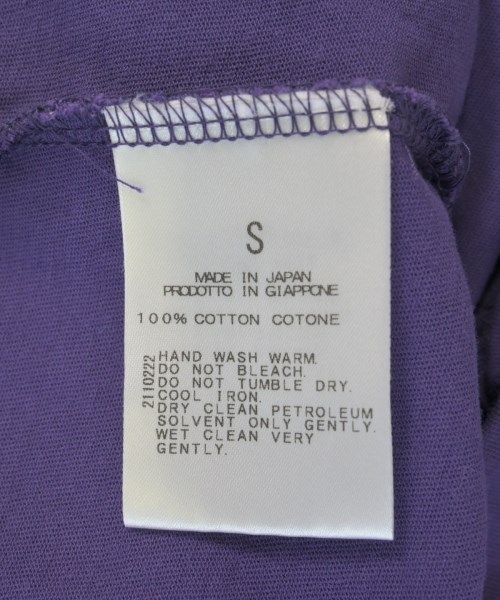 S
MADE IN JAPAN
PRODOTTO IN GIAPPONE
100% COTTON COTONE
2110222
HAND WASH WARM.
DO NOT BLEACH.
DO NOT TUMBLE DRY.
COOL IRON.
DRY CLEAN PETROLEUM
SOLVENT ONLY GENTLY.
WET CLEAN VERY
GENTLY.